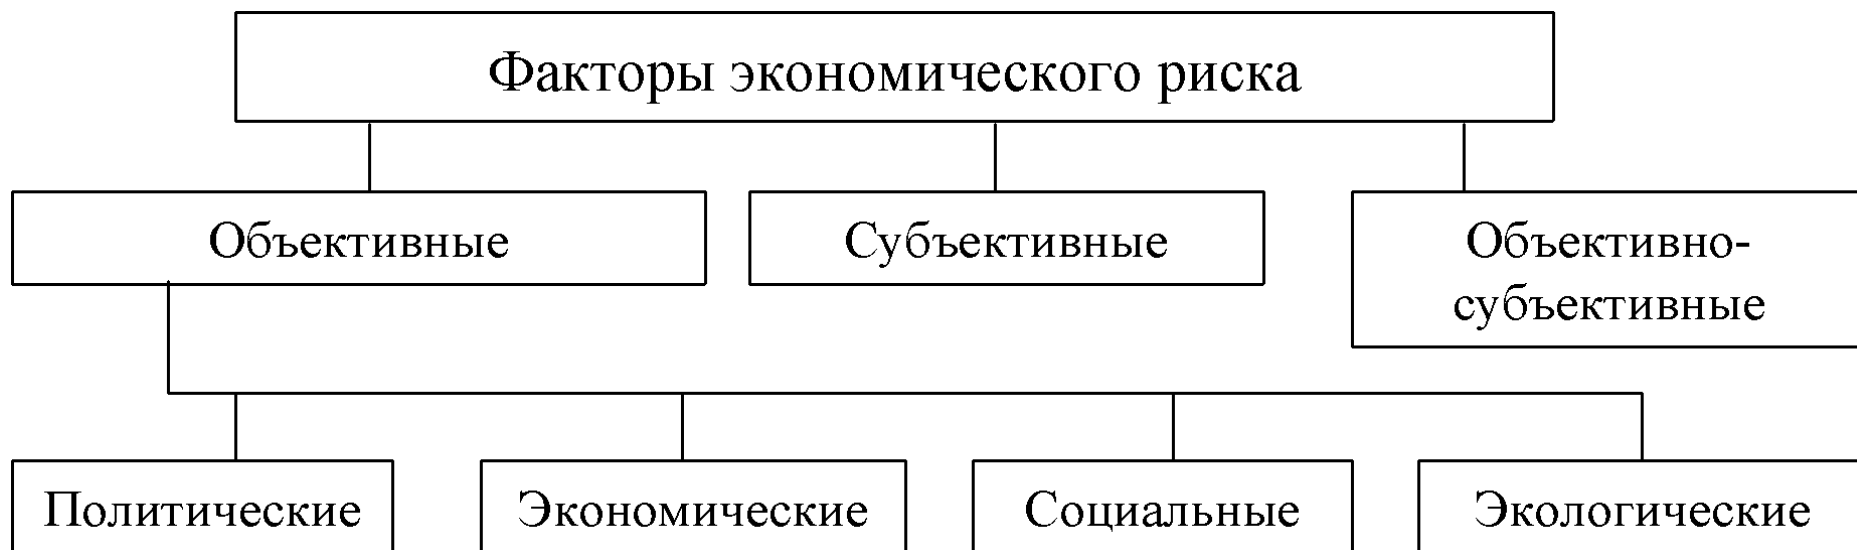 Факторы экономического риска
Объективные
Субъективные
Объективно-
субъективные
Политические
Экономические
Социальные
Экологические